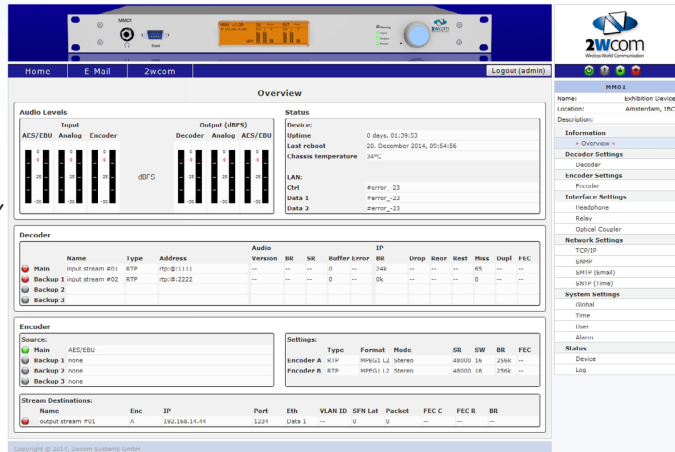 MM01
2wcom
2wcom
Wireless World Communication
Home E-Mail 2wcom Logout (admin)
MM01
Name: Exhibition Device
Location: Amsterdam, IBC
Description:
Information
» Overview «
Decoder Settings
Decoder
Encoder Settings
Encoder
Interface Settings
Headphone
Relay
Optical Coupler
Network Settings
TCP/IP
SNMP
SMTP (Email)
SNTP (Time)
System Settings
Global
Time
User
Alarm
Status
Device
Log
Overview
Audio Levels
Input Output (dBFS)
AES/EBU Analog Encoder Decoder Analog AES/EBU
dBFS
Status
Device:
Uptime 0 days, 01:39:53
Last reboot 20. December 2014, 09:54:56
Chassis temperature 34°C
LAN:
Ctrl #error_-23
Data 1 #error_-23
Data 2 #error_-23
Decoder
Audio IP
Name Type Address Version BR SR Buffer Error BR Drop Reor Rest Miss Dupl FEC
Main input stream #01 RTP rtp:@:1111 -- -- -- 0 -- 24k -- -- -- 65 -- --
Backup 1 input stream #02 RTP rtp:@:2222 -- -- -- 0 -- 0k -- -- -- 0 -- --
Backup 2
Backup 3
Encoder
Source:
Main AES/EBU
Backup 1 none
Backup 2 none
Backup 3 none
Settings:
Type Format Mode SR SW BR FEC
Encoder A RTP MPEG1 L2 Stereo 48000 16 256k --
Encoder B RTP MPEG1 L2 Stereo 48000 16 256k --
Stream Destinations:
Name Enc IP Port Eth VLAN ID SFN Lat Packet FEC C FEC R BR
output stream #01 A 192.168.14.44 1234 Data 1 -- 0 0 -- -- --
Copyright © 2014, 2wcom Systems GmbH